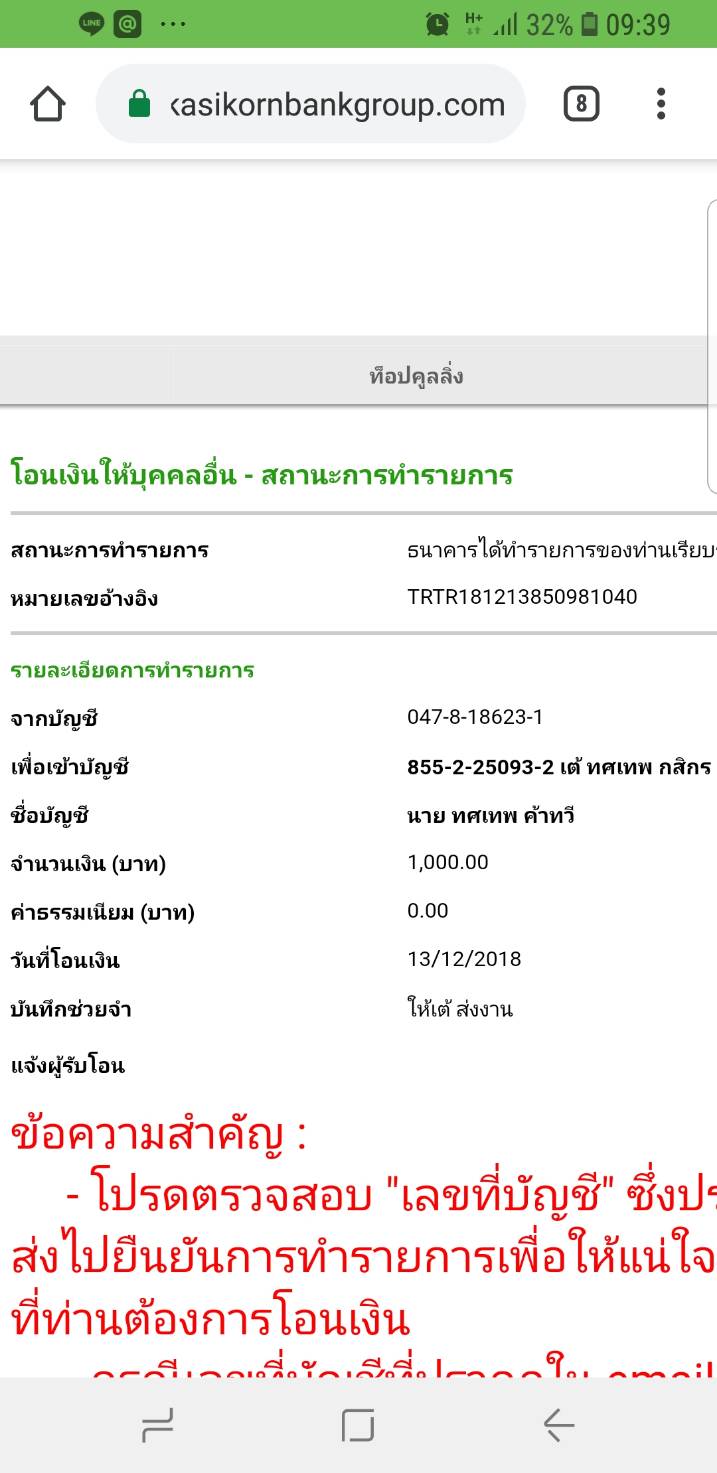 LINE @ ... H+ 32% 09:39
kasikornbankgroup.com 8
ท็อปคูลลิ่ง
โอนเงินให้บุคคลอื่น - สถานะการทำรายการ
สถานะการทำรายการ ธนาคารได้ทำรายการของท่านเรียบ
หมายเลขอ้างอิง TRTR181213850981040
รายละเอียดการทำรายการ
จากบัญชี 047-8-18623-1
เพื่อเข้าบัญชี 855-2-25093-2 เต้ ทศเทพ กสิกร
ชื่อบัญชี นาย ทศเทพ ค้าทวี
จำนวนเงิน (บาท) 1,000.00
ค่าธรรมเนียม (บาท) 0.00
วันที่โอนเงิน 13/12/2018
บันทึกช่วยจำ ให้เต้ ส่งงาน
แจ้งผู้รับโอน
ข้อความสำคัญ :
- โปรดตรวจสอบ "เลขที่บัญชี" ซึ่งปร
ส่งไปยืนยันการทำรายการเพื่อให้แน่ใจ
ที่ท่านต้องการโอนเงิน